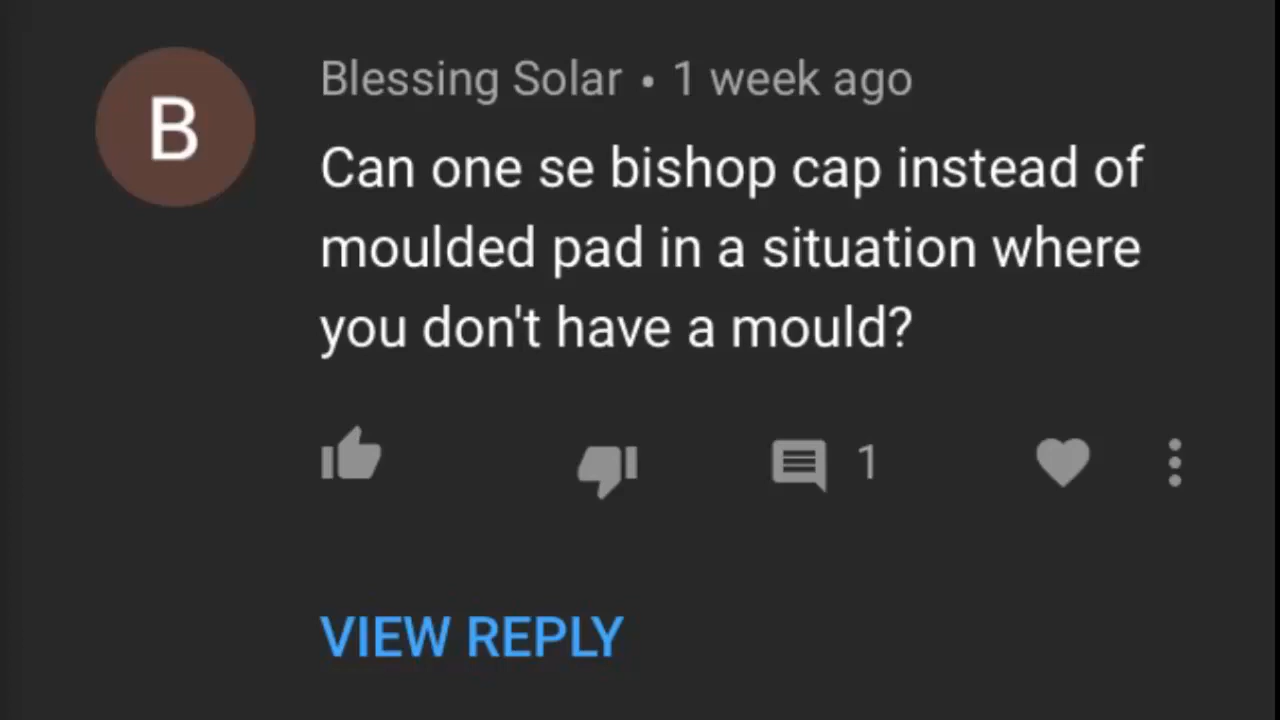 B
Blessing Solar • 1 week ago
Can one se bishop cap instead of
moulded pad in a situation where
you don't have a mould?
1
VIEW REPLY